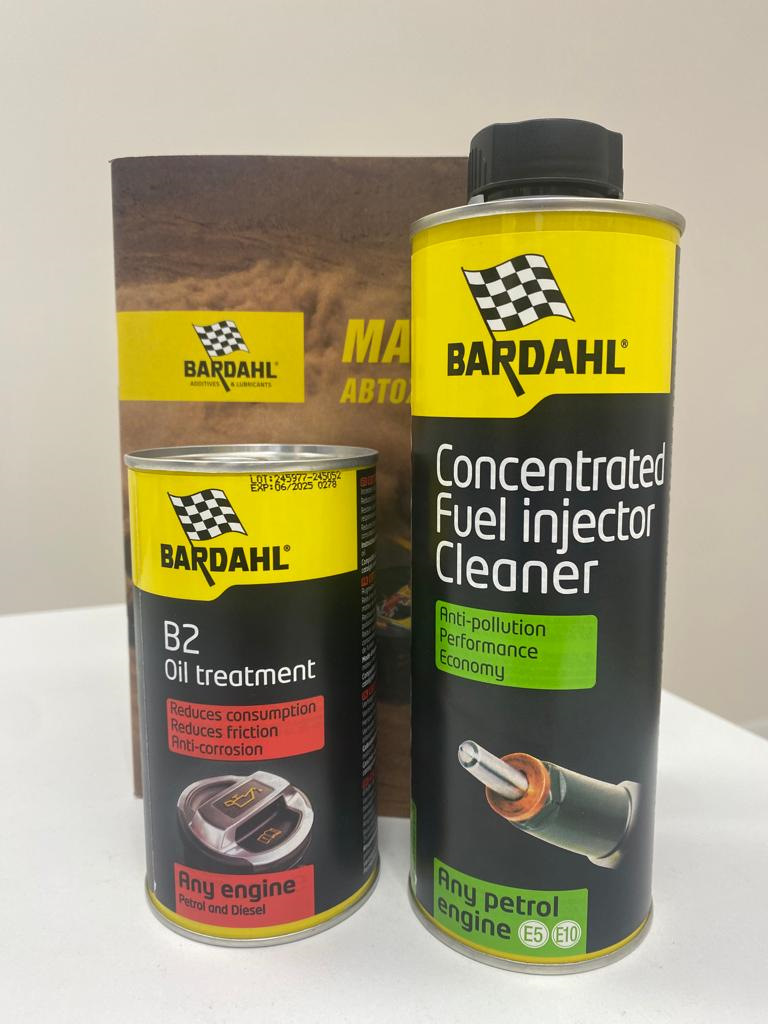 BARDAHL
ADDITIVES & LUBRICANTS
МА
АВТОХ
LOT:245977-245052
EXP:06/2025 0278
BARDAHL®
B2
Oil treatment
Reduces consumption
Reduces friction
Anti-corrosion
Any engine
Petrol and Diesel
BARDAHL®
Concentrated
Fuel injector
Cleaner
Anti-pollution
Performance
Economy
Any petrol
engine E5 E10